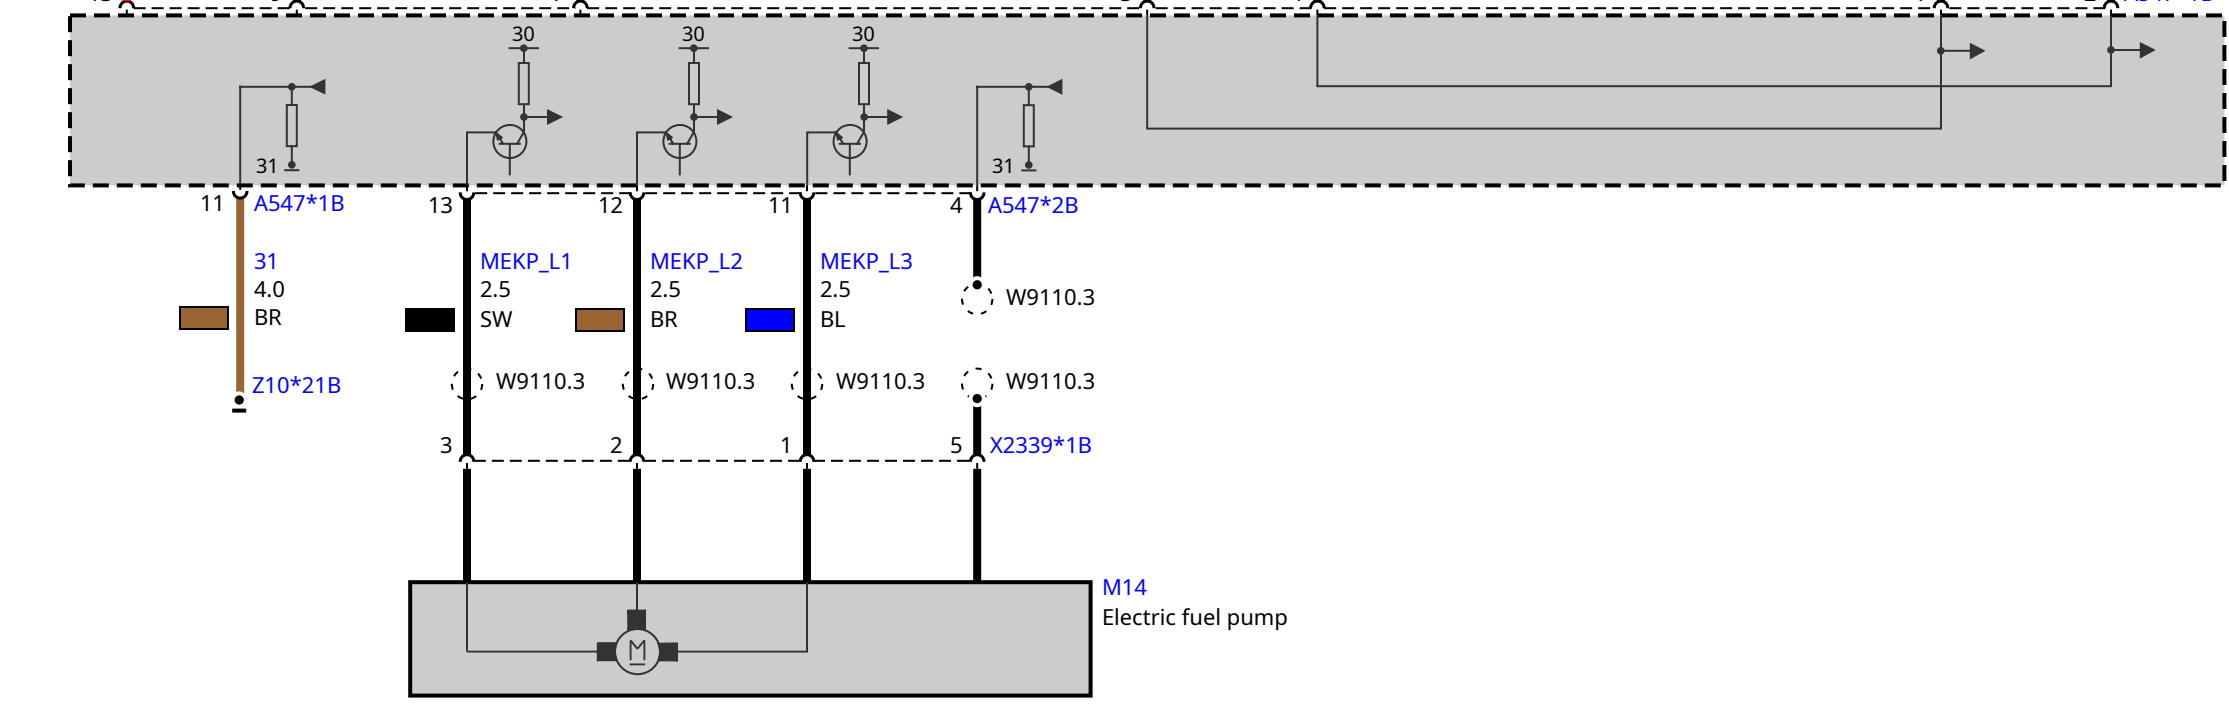 30 30 30
31 31
11 A547*1B 13 12 11 4 A547*2B
31 MEKP_L1 MEKP_L2 MEKP_L3
4.0 2.5 2.5 2.5
BR SW BR BL
W9110.3
Z10*21B W9110.3 W9110.3 W9110.3 W9110.3
3 2 1 5 X2339*1B
M14
Electric fuel pump
M